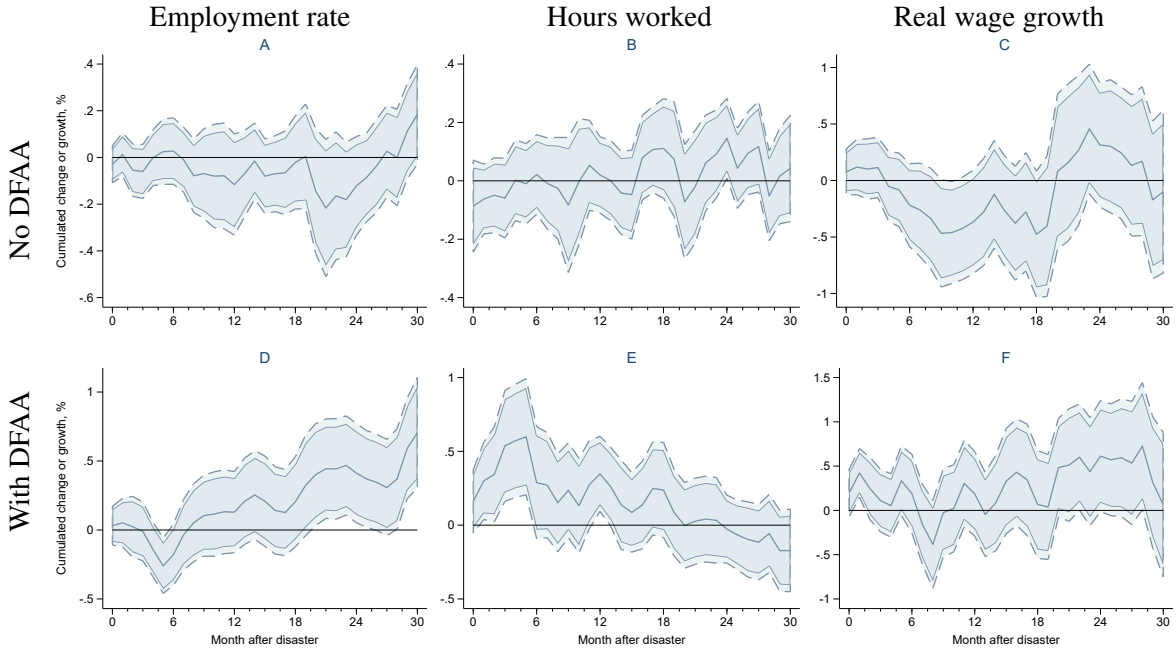 Employment rate
Hours worked
Real wage growth
No DFAA
A
Cumulated change or growth, %
.4
.2
0
-.2
-.4
-.6
0 6 12 18 24 30
B
.4
.2
0
-.2
-.4
0 6 12 18 24 30
C
1
.5
0
-.5
-1
0 6 12 18 24 30
With DFAA
D
Cumulated change or growth, %
1
.5
0
-.5
0 6 12 18 24 30
Month after disaster
E
1
.5
0
-.5
0 6 12 18 24 30
Month after disaster
F
1.5
1
.5
0
-.5
-1
0 6 12 18 24 30
Month after disaster